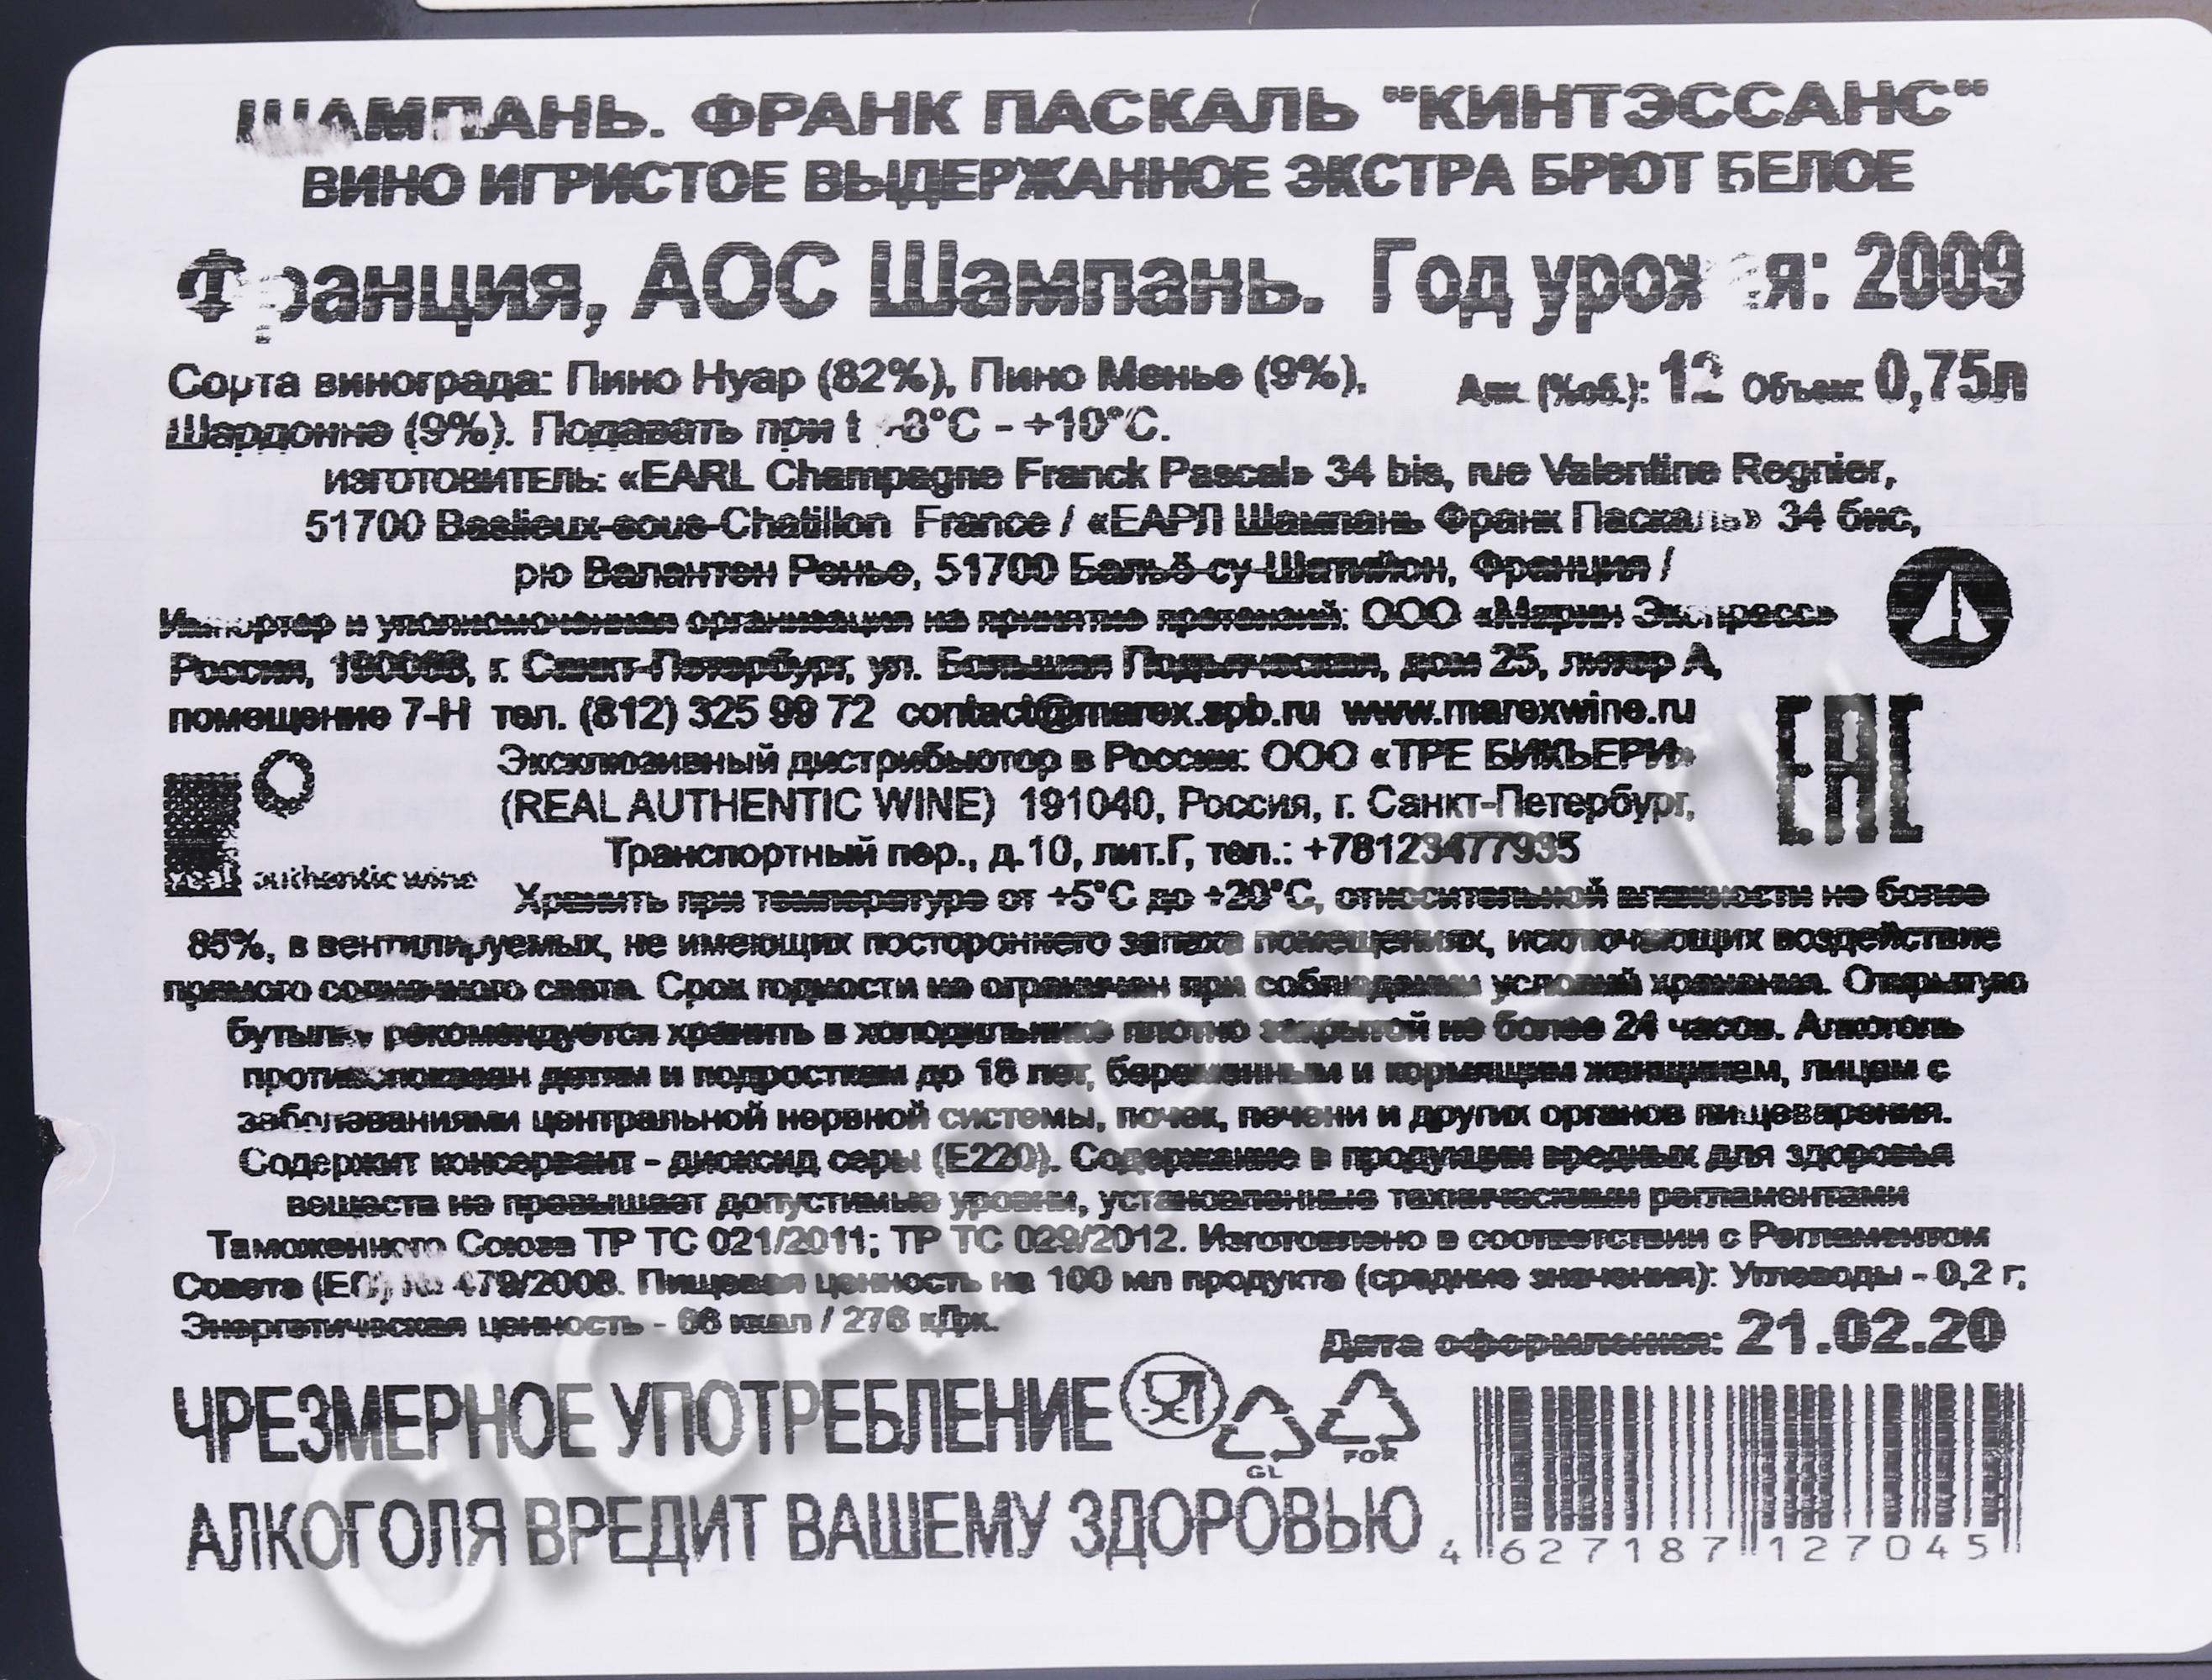 ШАМПАНЬ. ФРАНК ПАСКАЛЬ "КИНТЭССАНС"
ВИНО ИГРИСТОЕ ВЫДЕРЖАННОЕ ЭКСТРА БРЮТ БЕЛОЕ
Франция, АОС Шампань. Год урожая: 2009
Сорта винограда: Пино Нуар (82%), Пино Менье (9%),
Алк. (%об.): 12 Объем: 0,75л
Шардонне (9%). Подавать при t +8°C - +10°C.
ИЗГОТОВИТЕЛЬ: «EARL Champagne Franck Pascal» 34 bis, rue Valentine Regnier,
51700 Baslieux-sous-Chatillon France / «ЕАРЛ Шампань Франк Паскаль» 34 бис,
рю Валантен Ренье, 51700 Бальё-су-Шатийон, Франция /
Импортер и уполномоченная организация на принятие претензий: ООО «Марин Экспресс»
Россия, 190068, г. Санкт-Петербург, ул. Большая Подьяческая, дом 25, литер А,
помещение 7-Н тел. (812) 325 99 72 contact@marex.spb.ru www.marexwine.ru
EAC
Эксклюзивный дистрибьютор в России: ООО «ТРЕ БИКЬЕРИ»
(REAL AUTHENTIC WINE) 191040, Россия, г. Санкт-Петербург,
Транспортный пер., д.10, лит.Г, тел.: +78123477935
real authentic wine
Хранить при температуре от +5°C до +20°C, относительной влажности не более
85%, в вентилируемых, не имеющих постороннего запаха помещениях, исключающих воздействие
прямого солнечного света. Срок годности не ограничен при соблюдении условий хранения. Открытую
бутылку рекомендуется хранить в холодильнике плотно закрытой не более 24 часов. Алкоголь
противопоказан детям и подросткам до 18 лет, беременным и кормящим женщинам, лицам с
заболеваниями центральной нервной системы, почек, печени и других органов пищеварения.
Содержит консервант - диоксид серы (E220). Содержание в продукции вредных для здоровья
веществ не превышает допустимые уровни, установленные техническими регламентами
Таможенного Союза ТР ТС 021/2011; ТР ТС 029/2012. Изготовлено в соответствии с Регламентом
Совета (ЕС) № 479/2008. Пищевая ценность на 100 мл продукта (средние значения): Углеводы - 0,2 г;
Энергетическая ценность - ккал / кДж.
Дата оформления: 21.02.20
ЧРЕЗМЕРНОЕ УПОТРЕБЛЕНИЕ
GL FOR
АЛКОГОЛЯ ВРЕДИТ ВАШЕМУ ЗДОРОВЬЮ
4 627187 127045
CIGARPRO.RU